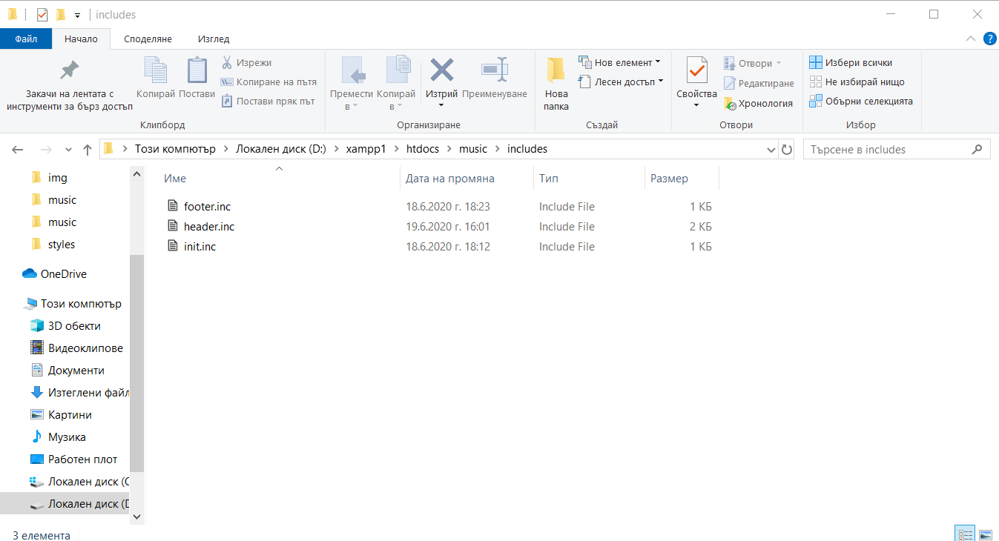 includes
Файл Начало Споделяне Изглед
Закачи на лентата с инструменти за бърз достъп
Копирай
Постави
Изрежи
Копиране на пътя
Постави пряк път
Клипборд
Премести в
Копирай в
Изтрий
Преименуване
Организиране
Нова папка
Нов елемент
Лесен достъп
Създай
Свойства
Отвори
Редактиране
Хронология
Отвори
Избери всички
Не избирай нищо
Обърни селекцията
Избор
Този компютър > Локален диск (D:) > xampp1 > htdocs > music > includes
Търсене в includes
img
music
music
styles
OneDrive
Този компютър
3D обекти
Видеоклипове
Документи
Изтеглени файл
Картини
Музика
Работен плот
Локален диск (C
Локален диск (D
Име Дата на промяна Тип Размер
footer.inc 18.6.2020 г. 18:23 Include File 1 КБ
header.inc 19.6.2020 г. 16:01 Include File 2 КБ
init.inc 18.6.2020 г. 18:12 Include File 1 КБ
3 елемента